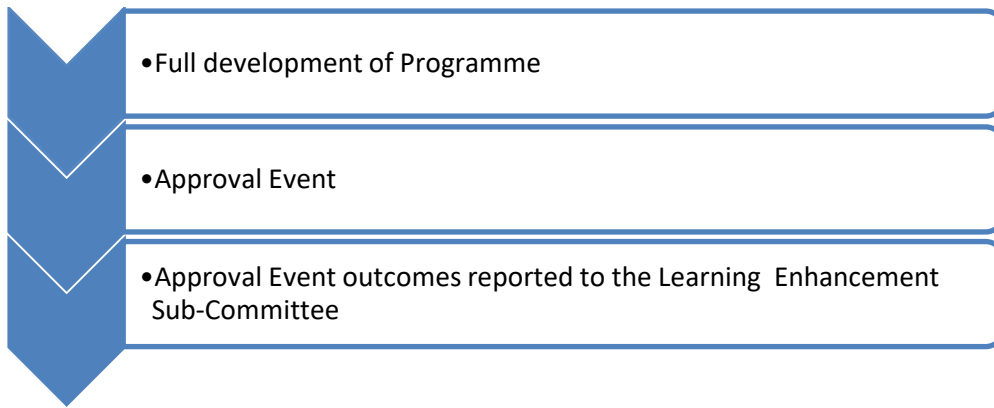 •Full development of Programme
•Approval Event
•Approval Event outcomes reported to the Learning Enhancement
Sub-Committee